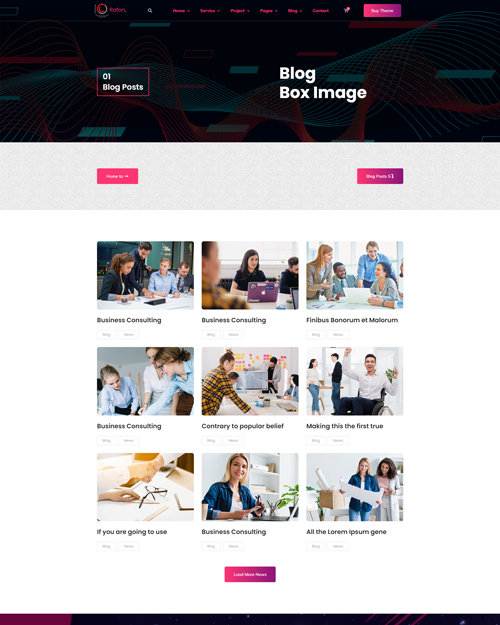 Rafon.
Home
Service
Project
Pages
Blog
Contact
Buy Theme
01
Blog Posts
Blog
Box Image
Home to
Blog Posts 5
Business Consulting
Business Consulting
Finibus Bonorum et Malorum
Blog
News
Blog
News
Blog
News
Business Consulting
Contrary to popular belief
Making this the first true
Blog
News
Blog
News
Blog
News
If you are going to use
Business Consulting
All the Lorem Ipsum gene
Blog
News
Blog
News
Blog
News
Load More News